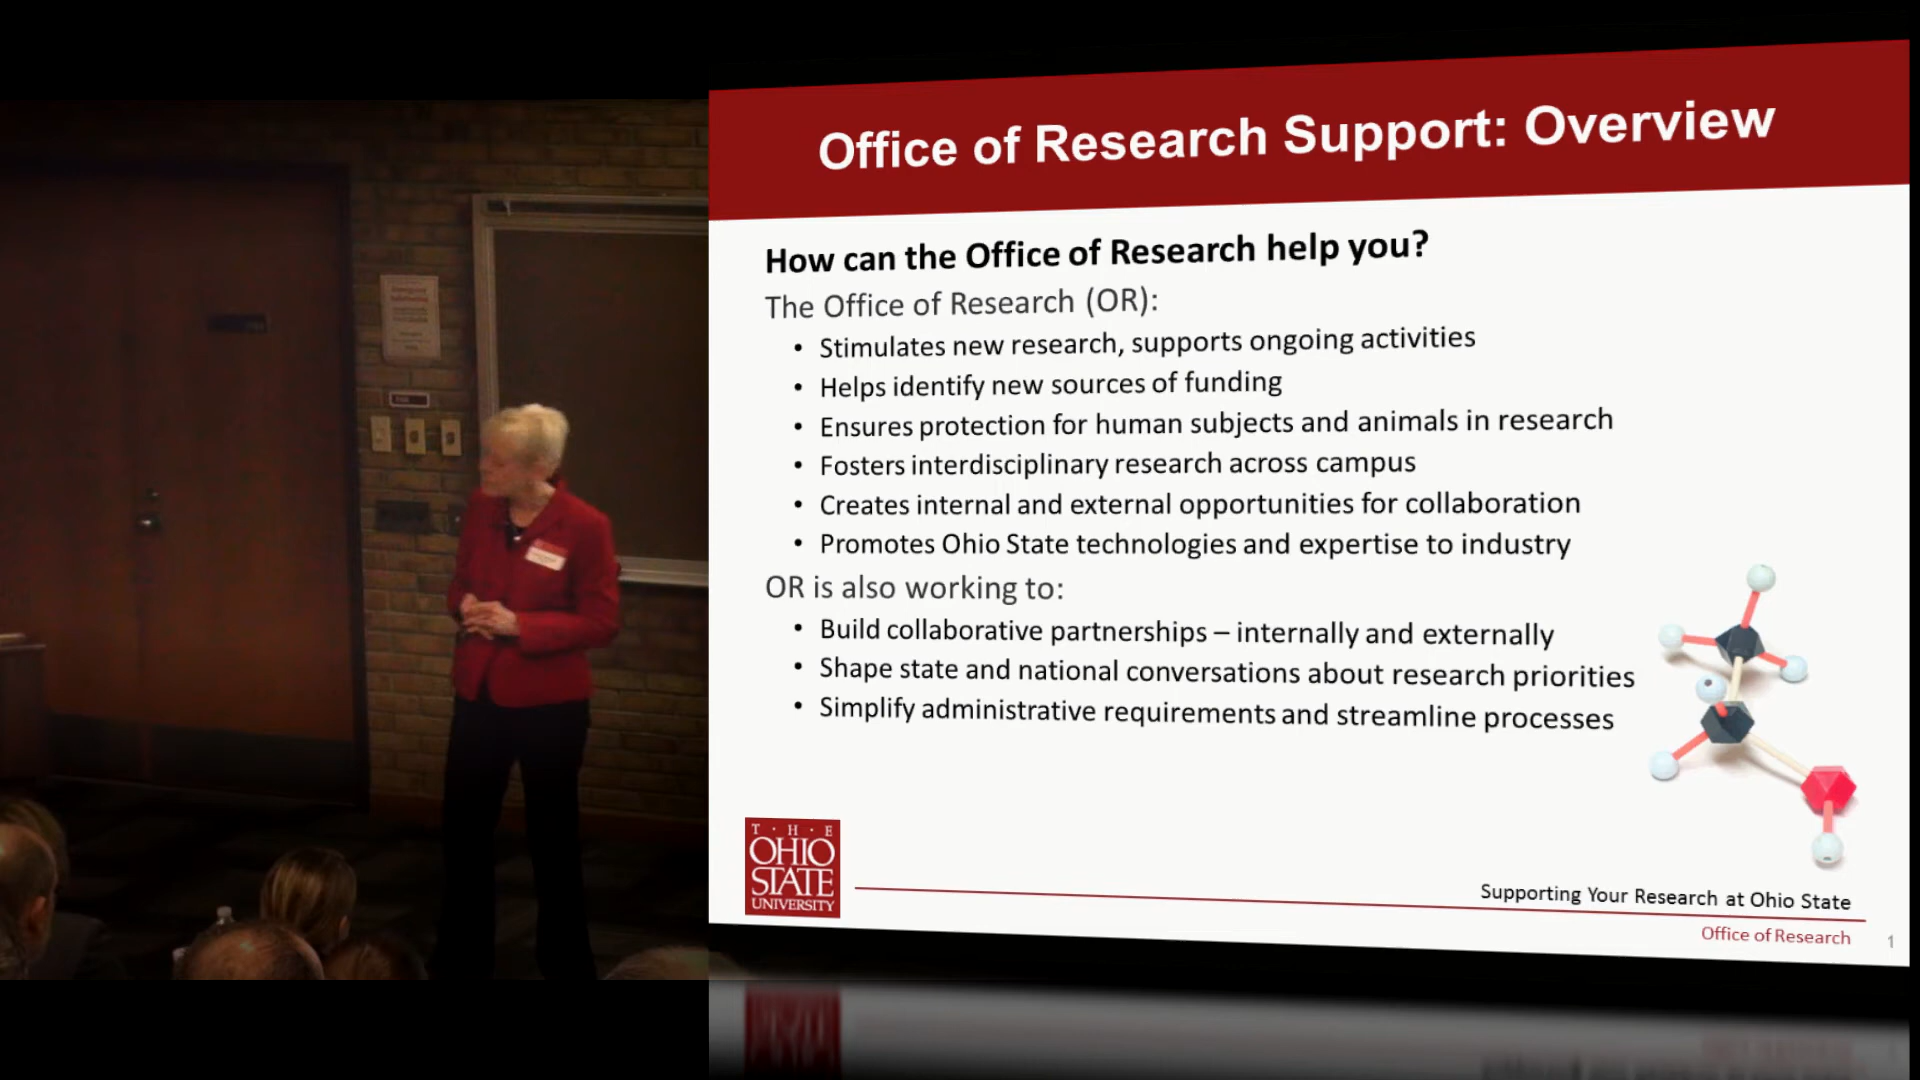 Office of Research Support: Overview
How can the Office of Research help you?
The Office of Research (OR):
• Stimulates new research, supports ongoing activities
• Helps identify new sources of funding
• Ensures protection for human subjects and animals in research
• Fosters interdisciplinary research across campus
• Creates internal and external opportunities for collaboration
• Promotes Ohio State technologies and expertise to industry
OR is also working to:
• Build collaborative partnerships – internally and externally
• Shape state and national conversations about research priorities
• Simplify administrative requirements and streamline processes
T · H · E
OHIO
STATE
UNIVERSITY
Supporting Your Research at Ohio State
Office of Research
1